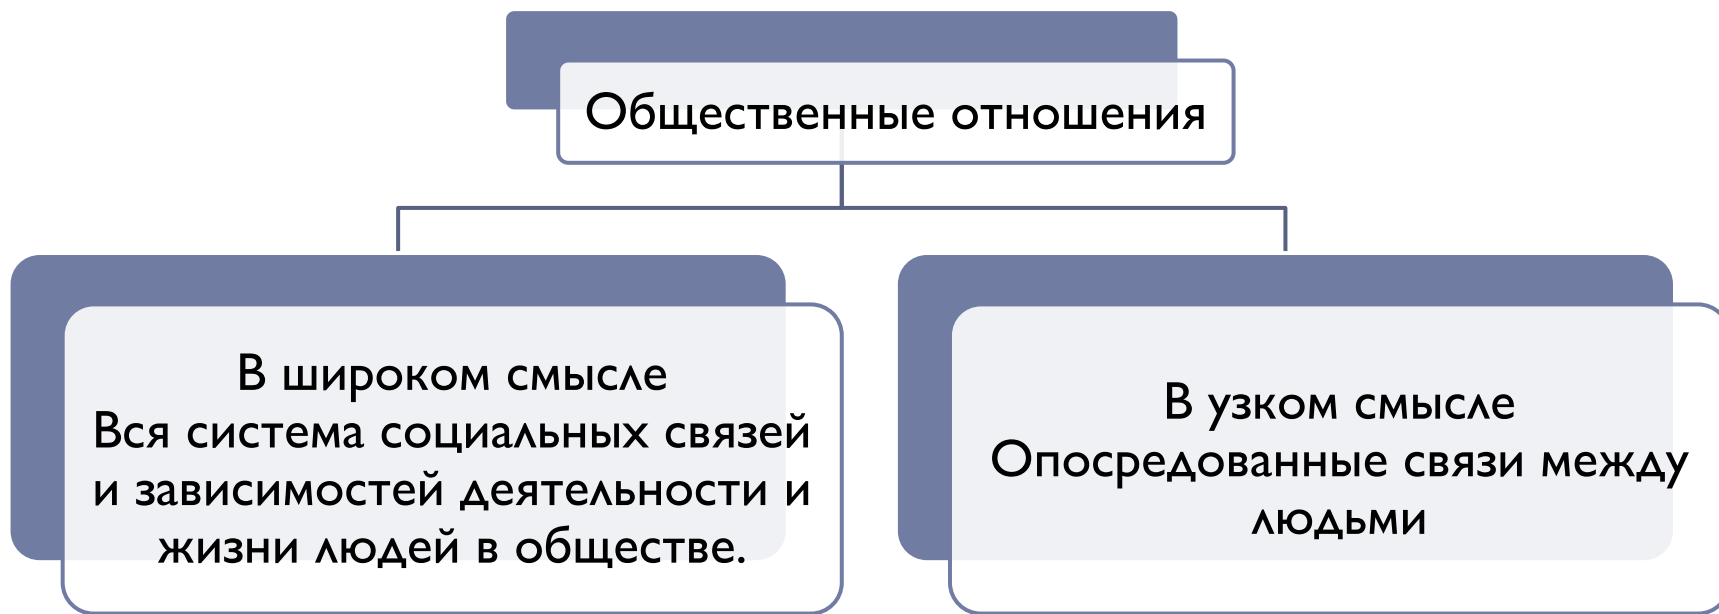 Общественные отношения
В широком смысле
Вся система социальных связей
и зависимостей деятельности и
жизни людей в обществе.
В узком смысле
Опосредованные связи между
людьми